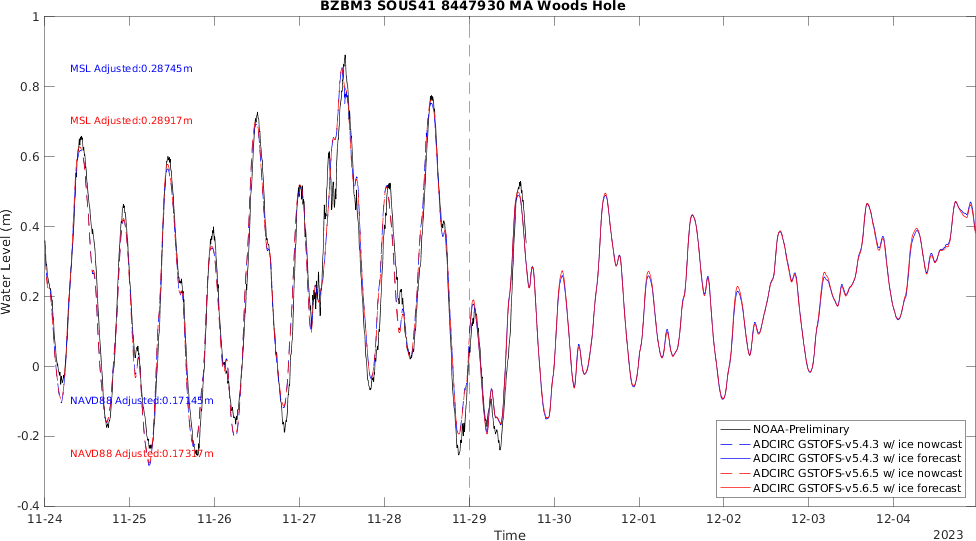 BZBM3 SOUS41 8447930 MA Woods Hole
1
0.8
0.6
0.4
0.2
0
-0.2
-0.4
Water Level (m)
MSL Adjusted:0.28745m
MSL Adjusted:0.28917m
NAVD88 Adjusted:0.17145m
NAVD88 Adjusted:0.17317m
NOAA-Preliminary
ADCIRC GSTOFS-v5.4.3 w/ ice nowcast
ADCIRC GSTOFS-v5.4.3 w/ ice forecast
ADCIRC GSTOFS-v5.6.5 w/ ice nowcast
ADCIRC GSTOFS-v5.6.5 w/ ice forecast
11-24 11-25 11-26 11-27 11-28 11-29 11-30 12-01 12-02 12-03 12-04
Time
2023